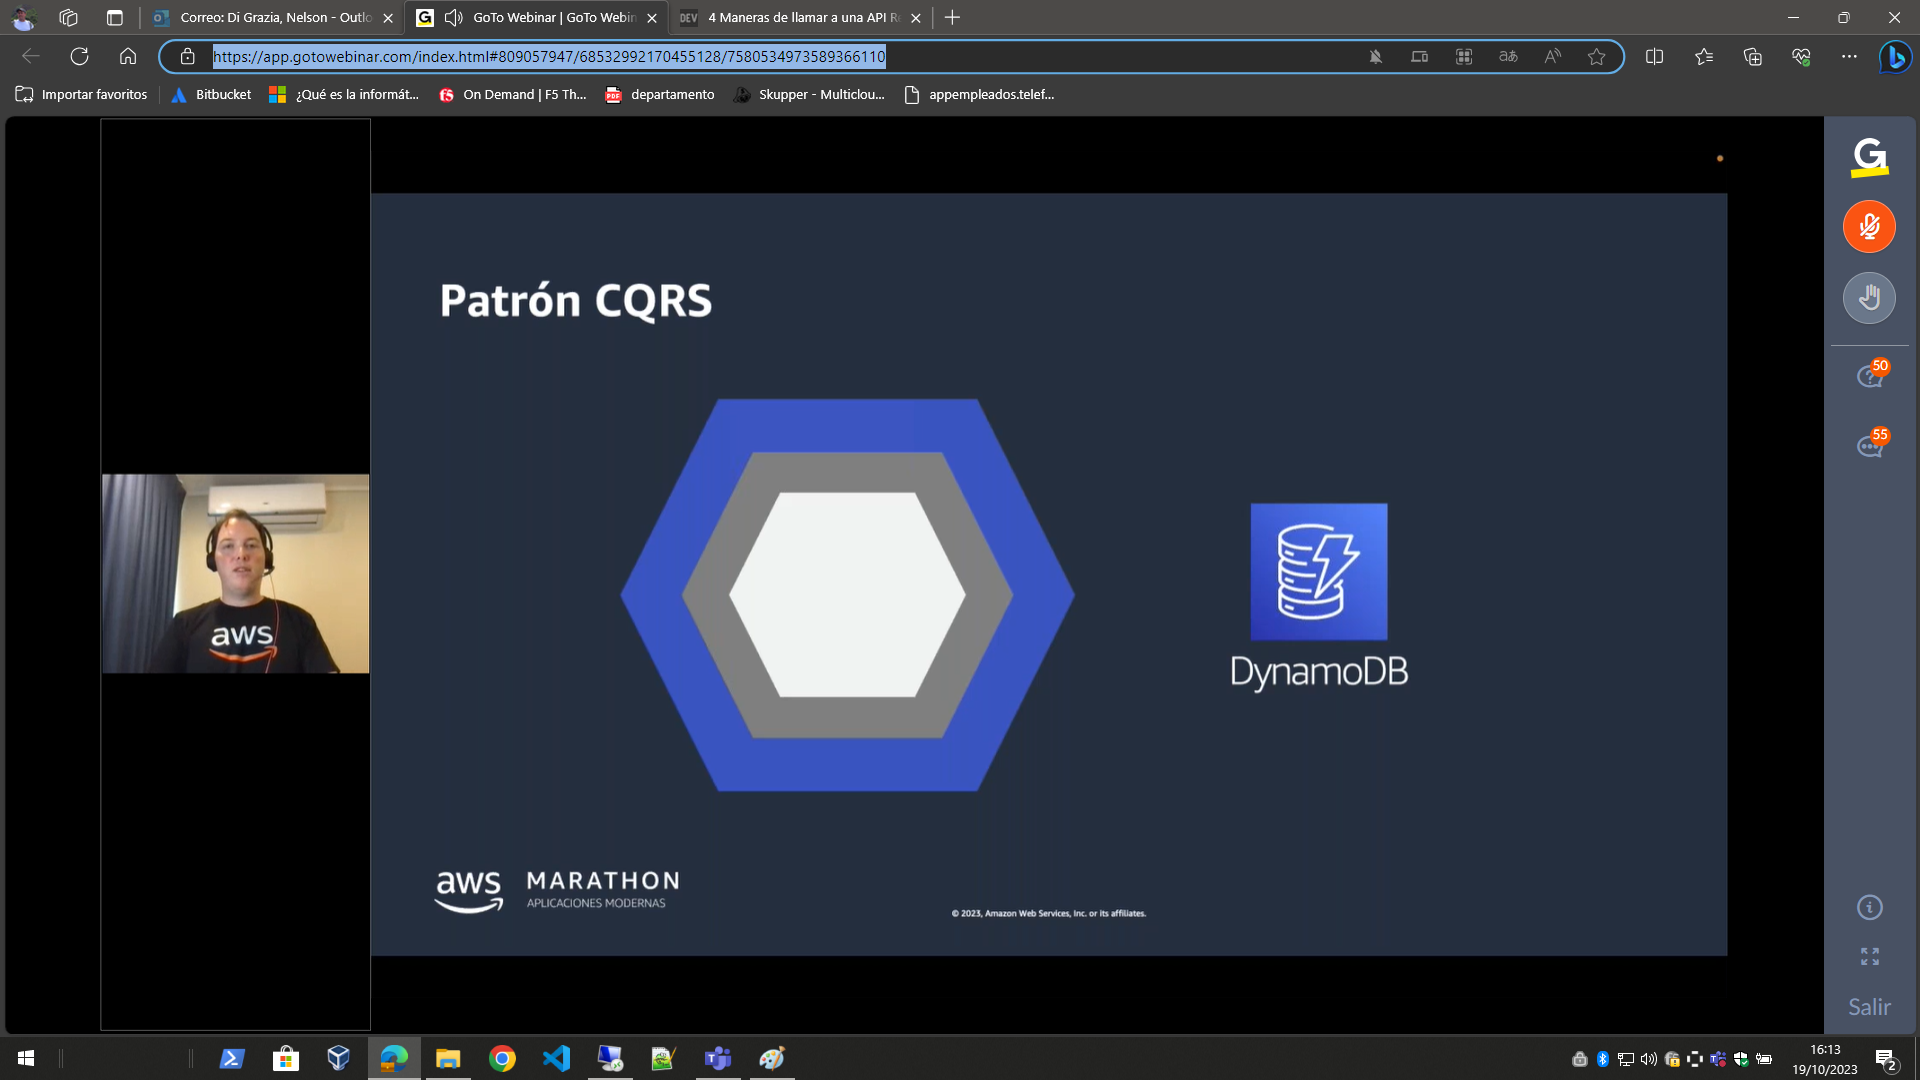 Correo: Di Grazia, Nelson - Outlo
GoTo Webinar | GoTo Webin
DEV
4 Maneras de llamar a una API Re
https://app.gotowebinar.com/index.html#809057947/68532992170455128/7580534973589366110
Importar favoritos
Bitbucket
¿Qué es la informát...
On Demand | F5 Th...
departamento
Skupper - Multiclou...
appempleados.telef...
Patrón CQRS
aws
DynamoDB
aws MARATHON
APLICACIONES MODERNAS
© 2023, Amazon Web Services, Inc. or its affiliates.
50
55
Salir
16:13
19/10/2023
2